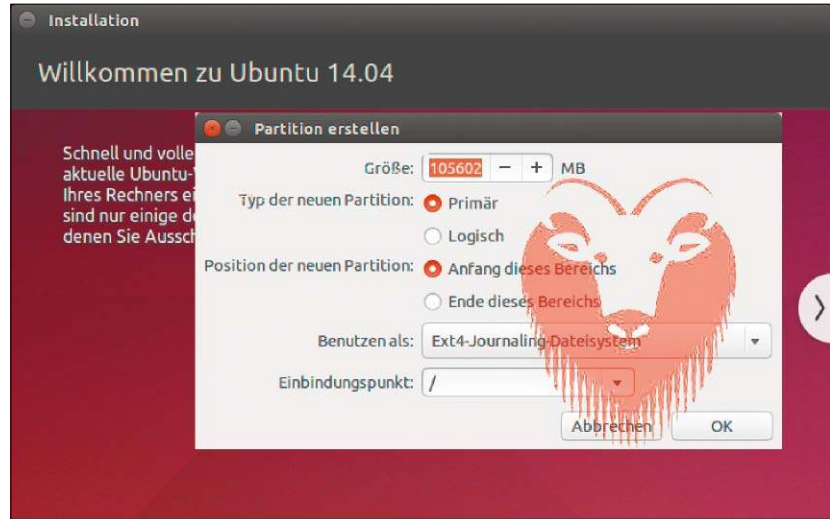 Installation
Willkommen zu Ubuntu 14.04
Partition erstellen
Schnell und volle
aktuelle Ubuntu-
Ihres Rechners ei
sind nur einige d
denen Sie Aussch
Größe: 105602 − + MB
Typ der neuen Partition: Primär
Logisch
Position der neuen Partition: Anfang dieses Bereichs
Ende dieses Bereichs
Benutzen als: Ext4-Journaling-Dateisystem
Einbindungspunkt: /
Abbrechen OK